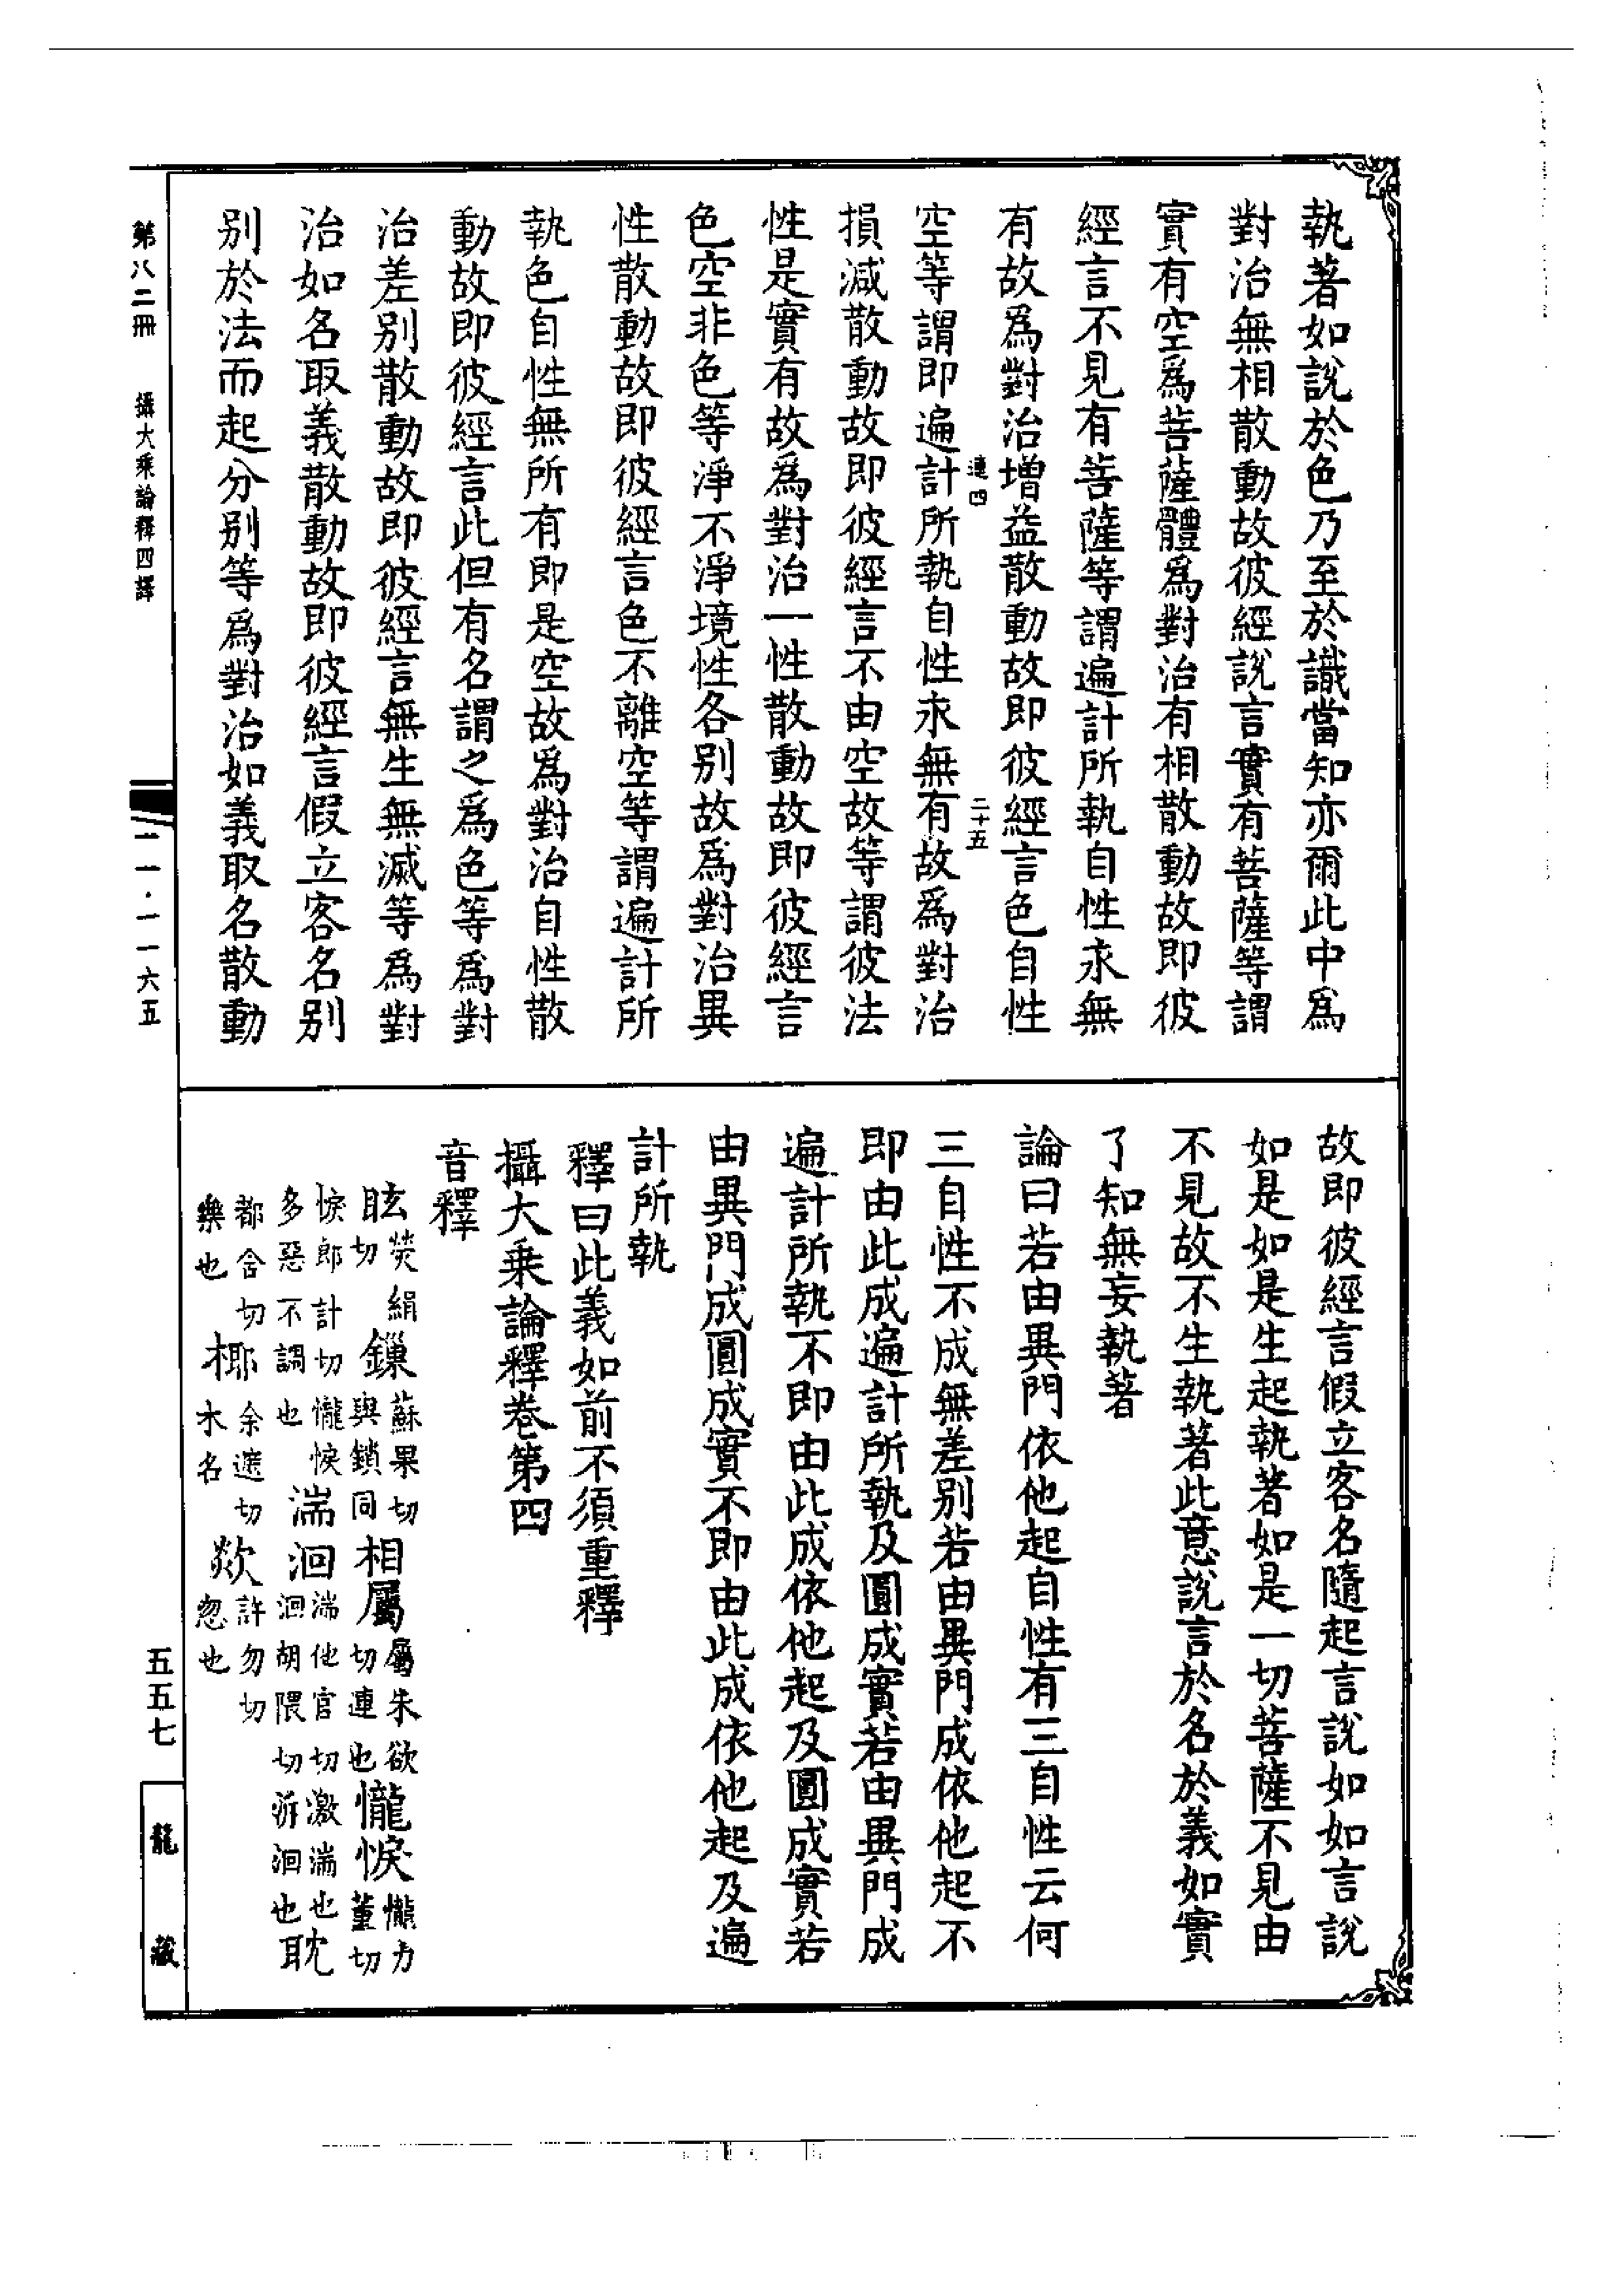 執著如說於色乃至於識當知亦爾此中爲
對治無相散動故彼經說言實有菩薩等謂
實有空爲菩薩體爲對治有相散動故即彼
經言不見有菩薩等謂遍計所執自性永無
有故爲對治增益散動故即彼經言色自性
連四 二十五
空等謂即遍計所執自性永無有故爲對治
損減散動故即彼經言不由空故等謂彼法
性是實有故爲對治一性散動故即彼經言
色空非色等淨不淨境性各別故爲對治異
性散動故即彼經言色不離空等謂遍計所
執色自性無所有即是空故爲對治自性散
動故即彼經言此但有名謂之爲色等爲對
治差別散動故即彼經言無生無滅等爲對
治如名取義散動故即彼經言假立客名別
別於法而起分別等爲對治如義取名散動
故即彼經言假立客名隨起言說如如言說
如是如是生起執著如是一切菩薩不見由
不見故不生執著此意說言於名於義如實
了知無妄執著
論曰若由異門依他起自性有三自性云何
三自性不成無差別若由異門成依他起不
即由此成遍計所執及圓成實若由異門成
遍計所執不即由此成依他起及圓成實若
由異門成圓成實不即由此成依他起及遍
計所執
釋曰此義如前不須重釋
攝大乘論釋卷第四
音釋
眩熒絹切 鏁蘇果切與鎖同 相屬屬朱欲切連也 㦬悷㦬力董切
悷郎計切㦬悷多惡不調也 湍洄湍他官切激湍也洄胡隈切泝洄也 耽
都含切樂也 椰余遮切木名 欻許勿切忽也
第八二冊 攝大乘論釋四譯
一一·一一六五
五五七
龍藏